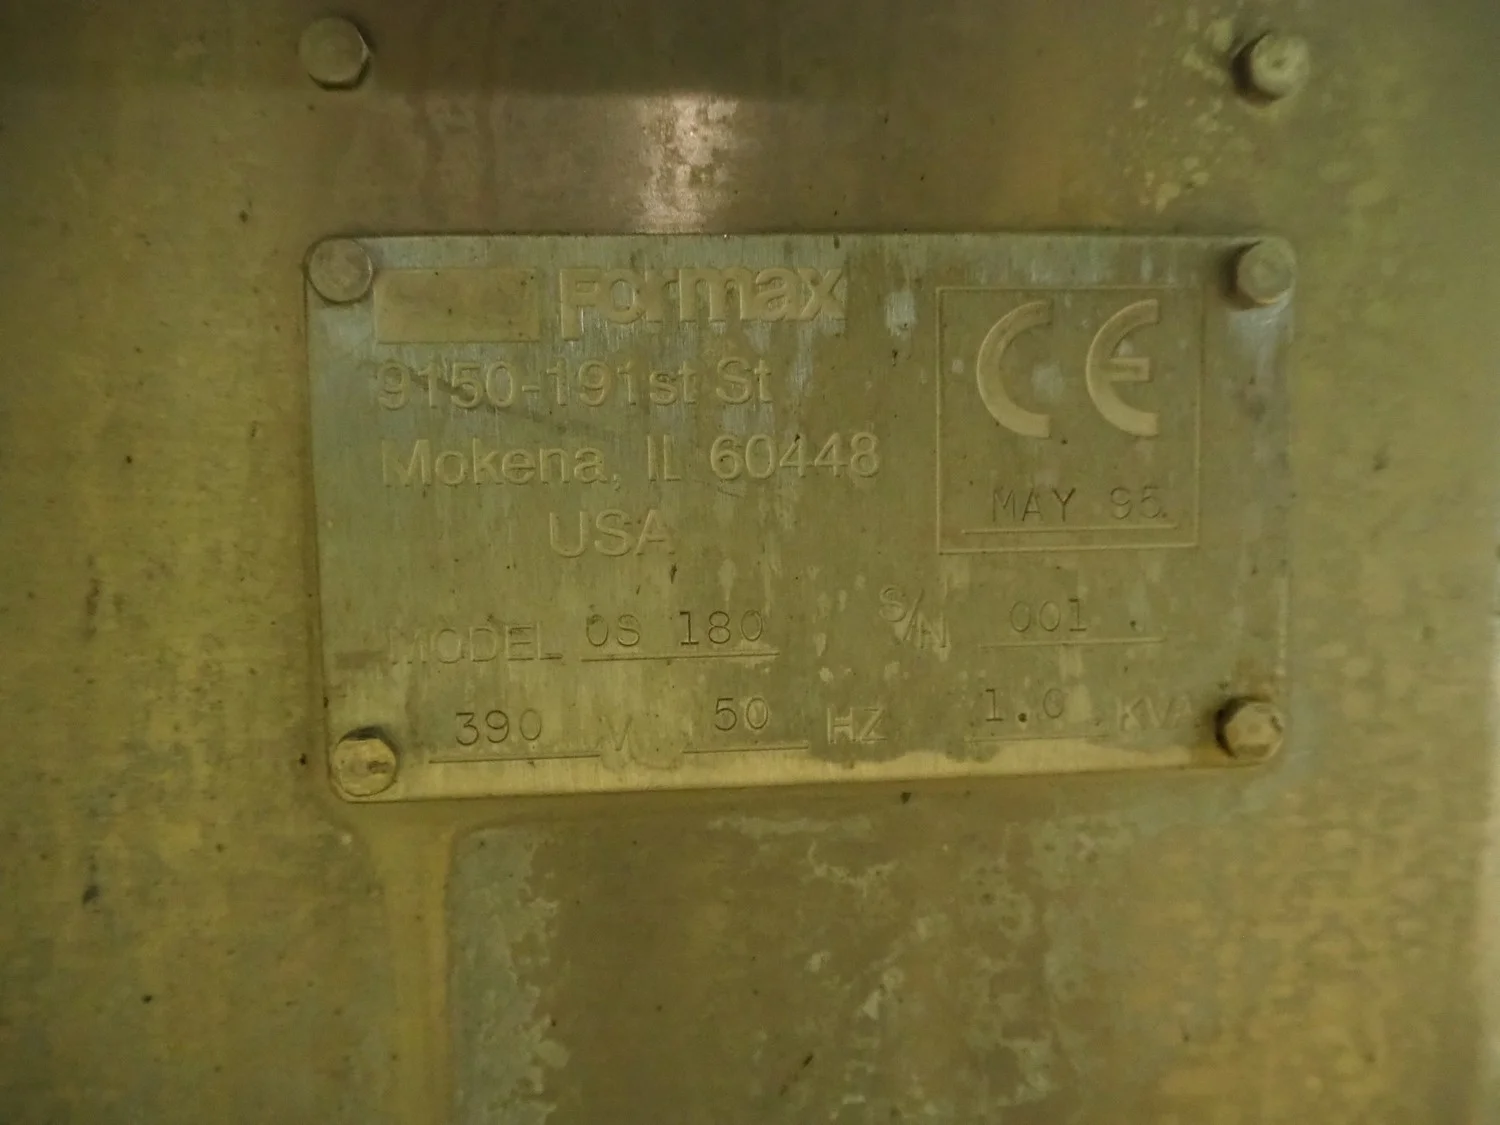 Formax
9150-191st St
Mokena, IL 60448
USA
CE
MAY 95
MODEL OS 180 S/N 001
390 V 50 HZ 1.0 KVA